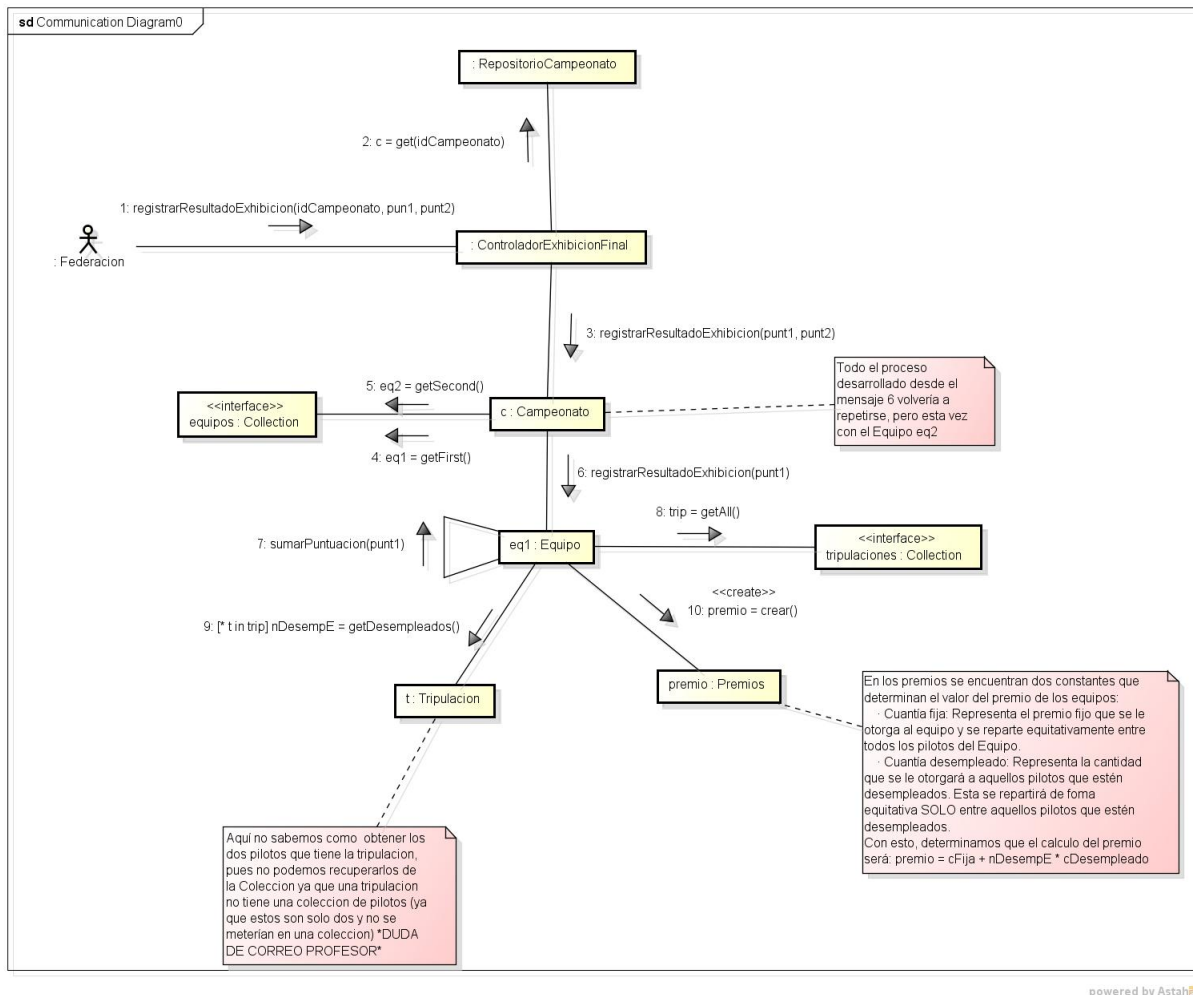 sd Communication Diagram0
: RepositorioCampeonato
2: c = get(idCampeonato)
1: registrarResultadoExhibicion(idCampeonato, pun1, punt2)
: Federacion
: ControladorExhibicionFinal
3: registrarResultadoExhibicion(punt1, punt2)
Todo el proceso
desarrollado desde el
mensaje 6 volvería a
repetirse, pero esta vez
con el Equipo eq2
5: eq2 = getSecond()
<<interface>>
equipos : Collection
c : Campeonato
4: eq1 = getFirst()
6: registrarResultadoExhibicion(punt1)
8: trip = getAll()
7: sumarPuntuacion(punt1)
eq1 : Equipo
<<interface>>
tripulaciones : Collection
<<create>>
10: premio = crear()
9: [* t in trip] nDesempE = getDesempleados()
t : Tripulacion
premio : Premios
En los premios se encuentran dos constantes que
determinan el valor del premio de los equipos:
· Cuantía fija: Representa el premio fijo que se le
otorga al equipo y se reparte equitativamente entre
todos los pilotos del Equipo.
· Cuantía desempleado: Representa la cantidad
que se le otorgará a aquellos pilotos que estén
desempleados. Esta se repartirá de foma
equitativa SOLO entre aquellos pilotos que estén
desempleados.
Con esto, determinamos que el calculo del premio
será: premio = cFija + nDesempE * cDesempleado
Aquí no sabemos como obtener los
dos pilotos que tiene la tripulacion,
pues no podemos recuperarlos de
la Coleccion ya que una tripulacion
no tiene una coleccion de pilotos (ya
que estos son solo dos y no se
meterían en una coleccion) *DUDA
DE CORREO PROFESOR*
powered by Astah